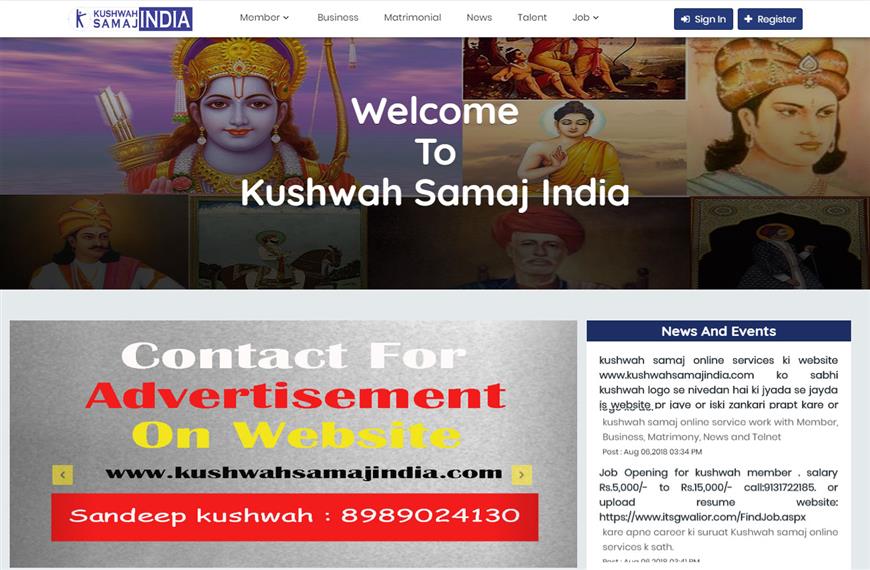 KUSHWAH
SAMAJ INDIA
Member Business Matrimonial News Talent Job Sign In Register
Welcome
To
Kushwah Samaj India
Contact For
Advertisement
On Website
www.kushwahsamajindia.com
Sandeep kushwah : 8989024130
News And Events
kushwah samaj online services ki website
www.kushwahsamajindia.com ko sabhi
kushwah logo se nivedan hai ki jyada se jayda
is website pr jaye or iski zankari prapt kare or
kushwah samaj online service work with Member,
Business, Matrimony, News and Telnet
Post : Aug 06,2018 03:34 PM
Job Opening for kushwah member . salary
Rs.5,000/- to Rs.15,000/- call:9131722185. or
upload resume website:
https://www.itsgwalior.com/FindJob.aspx
kare apne career ki suruat Kushwah samaj online
services k sath.
Post : Aug 06,2018 03:41 PM